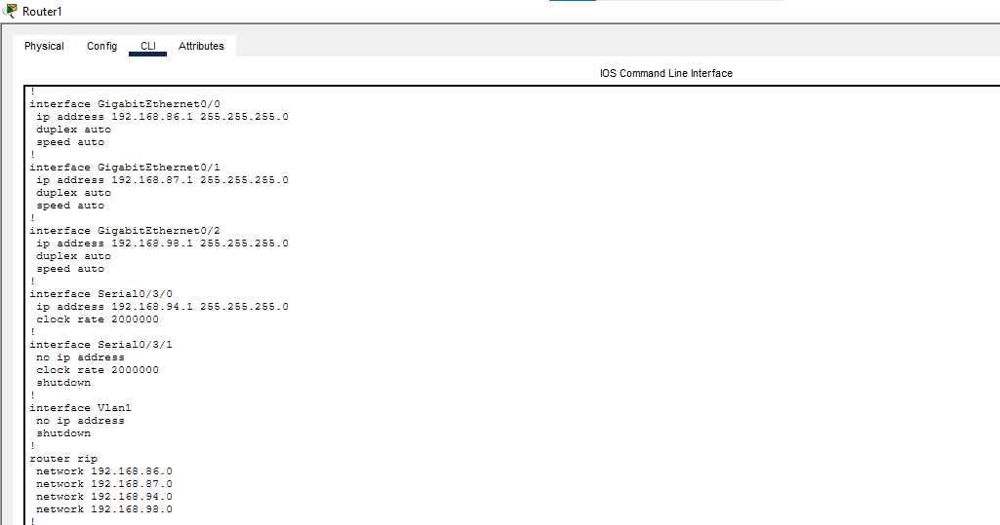 Router1
Physical Config CLI Attributes
IOS Command Line Interface
!
interface GigabitEthernet0/0
 ip address 192.168.86.1 255.255.255.0
 duplex auto
 speed auto
!
interface GigabitEthernet0/1
 ip address 192.168.87.1 255.255.255.0
 duplex auto
 speed auto
!
interface GigabitEthernet0/2
 ip address 192.168.98.1 255.255.255.0
 duplex auto
 speed auto
!
interface Serial0/3/0
 ip address 192.168.94.1 255.255.255.0
 clock rate 2000000
!
interface Serial0/3/1
 no ip address
 clock rate 2000000
 shutdown
!
interface Vlan1
 no ip address
 shutdown
!
router rip
 network 192.168.86.0
 network 192.168.87.0
 network 192.168.94.0
 network 192.168.98.0
!